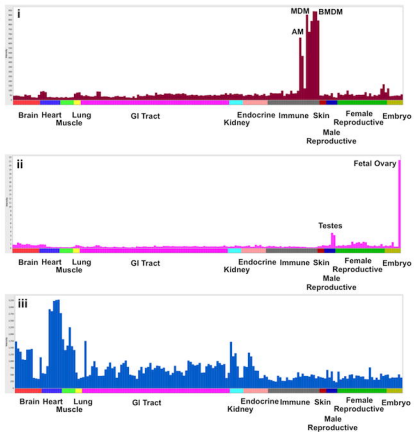 i
MDM
BMDM
AM
Brain Heart Lung GI Tract Endocrine Immune Skin Female Embryo
Muscle Kidney Male Reproductive
Reproductive
ii
Fetal Ovary
Testes
Brain Heart Lung GI Tract Endocrine Immune Skin Female Embryo
Muscle Kidney Male Reproductive
Reproductive
iii
Brain Heart Lung GI Tract Endocrine Immune Skin Female Embryo
Muscle Kidney Male Reproductive
Reproductive